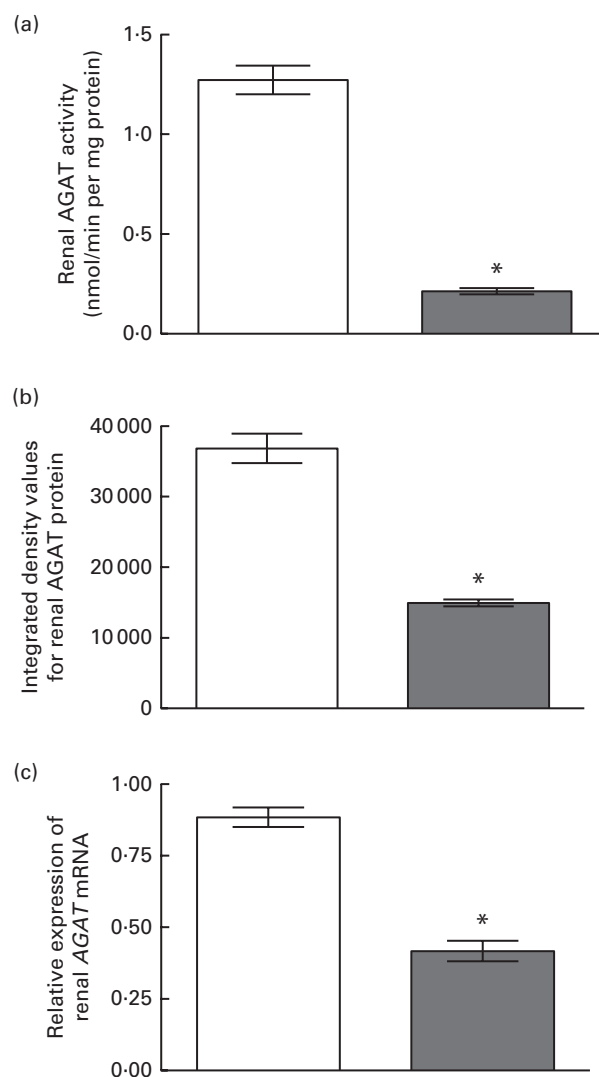 (a)
Renal AGAT activity
(nmol/min per mg protein)
1·5
1·0
0·5
0·0
*
(b)
Integrated density values
for renal AGAT protein
40 000
30 000
20 000
10 000
0
*
(c)
Relative expression of
renal AGAT mRNA
1·00
0·75
0·50
0·25
0·00
*